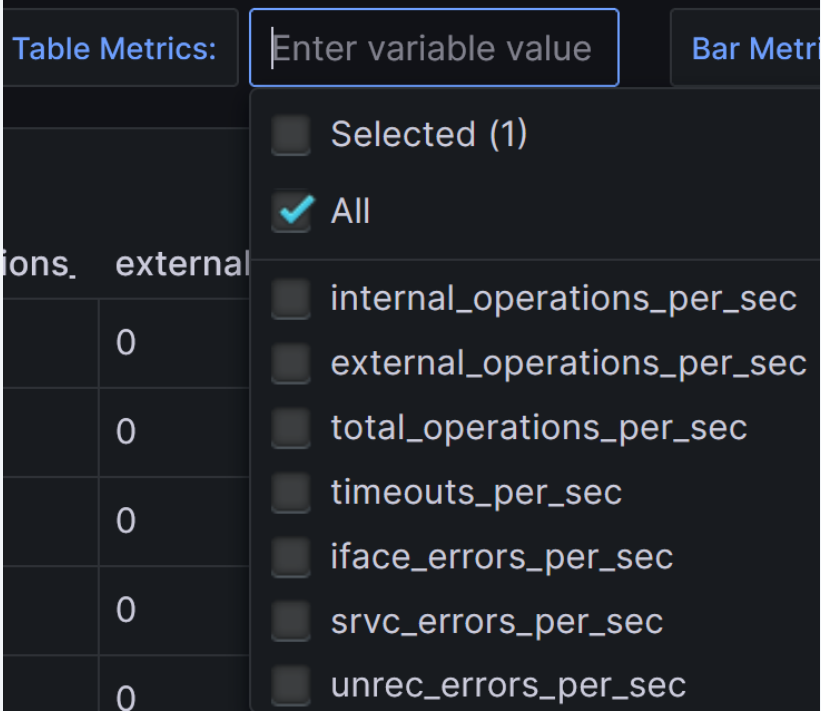 Table Metrics: Enter variable value Bar Metri
Selected (1)
All
ions_ external
internal_operations_per_sec
0
external_operations_per_sec
total_operations_per_sec
0
timeouts_per_sec
0
iface_errors_per_sec
0
srvc_errors_per_sec
0
unrec_errors_per_sec